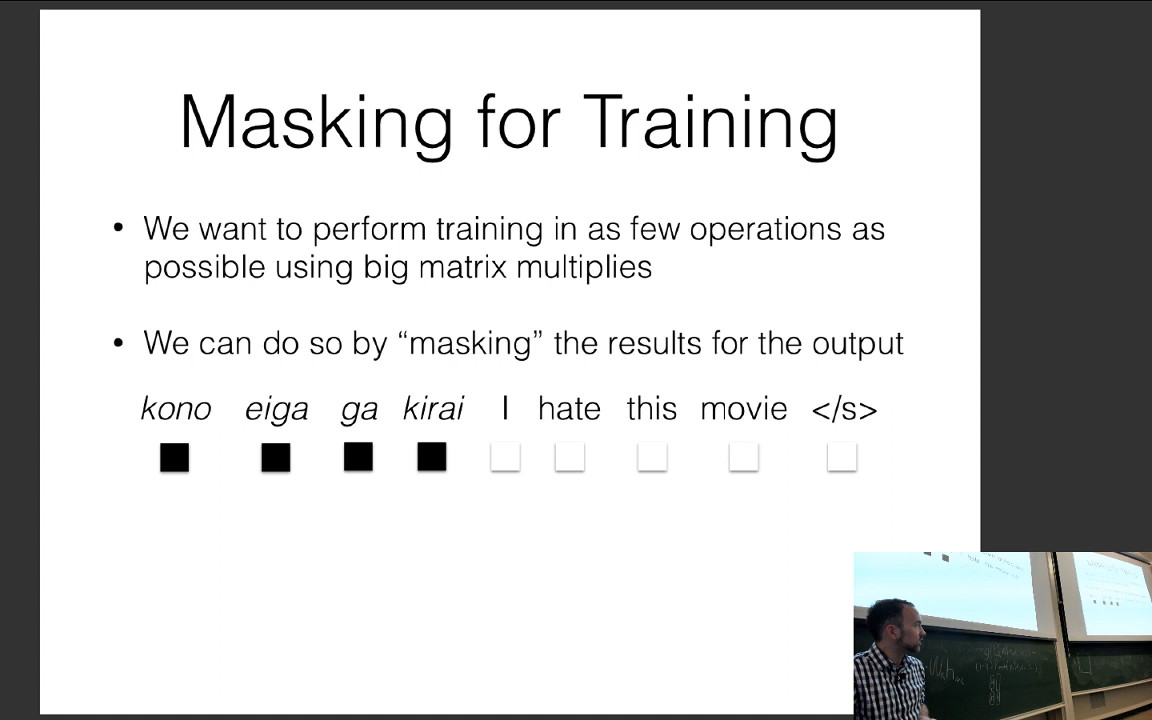 Masking for Training
• We want to perform training in as few operations as
possible using big matrix multiplies
• We can do so by “masking” the results for the output
kono eiga ga kirai I hate this movie </s>